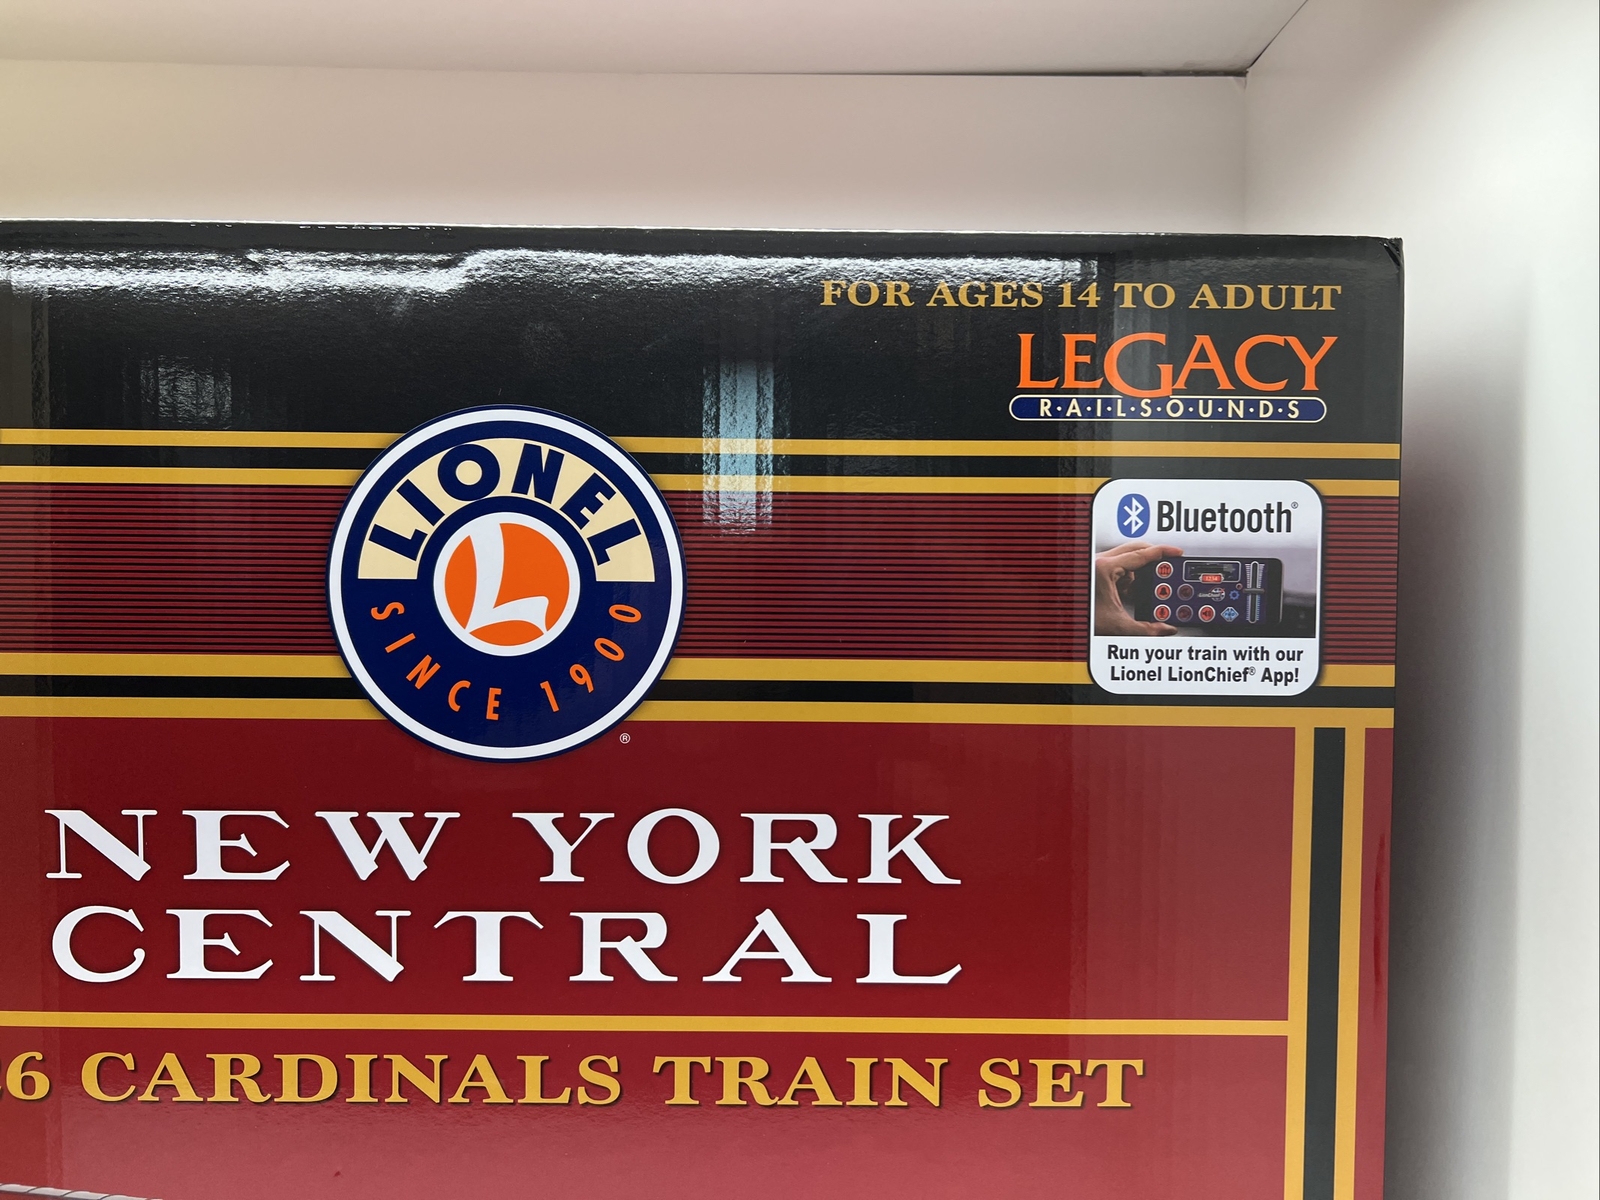 FOR AGES 14 TO ADULT
LEGACY
R·A·I·L·S·O·U·N·D·S
LIONEL
L
SINCE 1900
®
Bluetooth®
Run your train with our
Lionel LionChief® App!
NEW YORK
CENTRAL
26 CARDINALS TRAIN SET